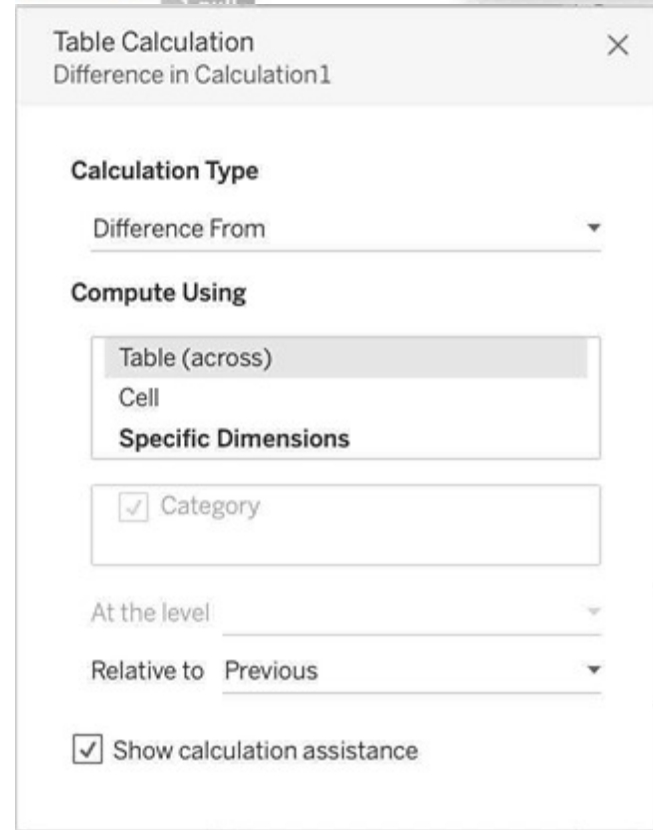 Table Calculation
Difference in Calculation1
Calculation Type
Difference From
Compute Using
Table (across)
Cell
Specific Dimensions
Category
At the level
Relative to Previous
Show calculation assistance